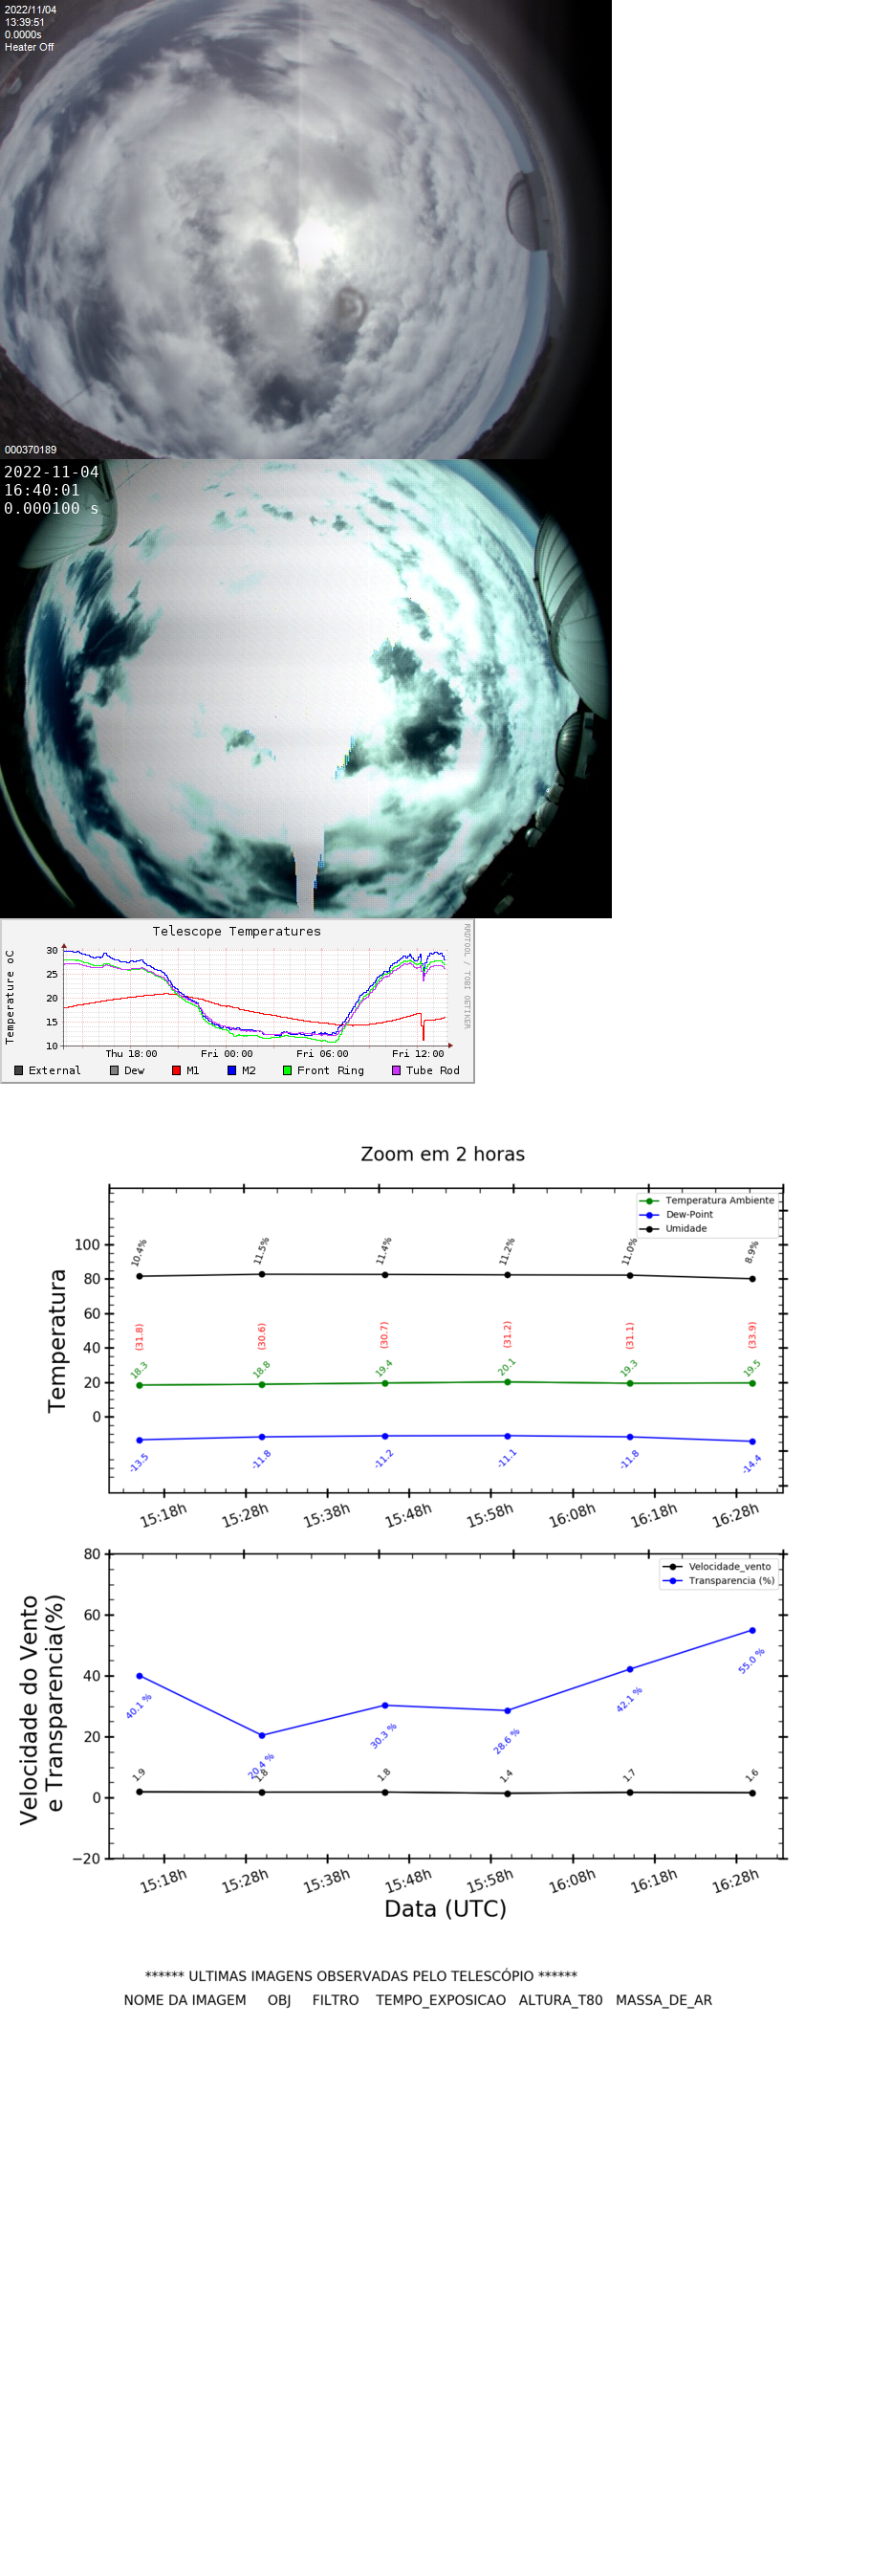 2022/11/04
13:39:51
0.0000s
Heater Off
000370189
2022-11-04
16:40:01
0.000100 s
Telescope Temperatures
RRDTOOL / TOBI OETIKER
Temperature oC
30
25
20
15
10
Thu 18:00 Fri 00:00 Fri 06:00 Fri 12:00
External Dew M1 M2 Front Ring Tube Rod
Zoom em 2 horas
Temperatura Ambiente
Dew-Point
Umidade
Temperatura
100
80
60
40
20
0
10.4% 11.5% 11.4% 11.2% 11.0% 8.9%
(31.8) (30.6) (30.7) (31.2) (31.1) (33.9)
18.3 18.8 19.4 20.1 19.3 19.5
-13.5 -11.8 -11.2 -11.1 -11.8 -14.4
15:18h 15:28h 15:38h 15:48h 15:58h 16:08h 16:18h 16:28h
Velocidade_vento
Transparencia (%)
Velocidade do Vento
e Transparencia(%)
80
60
40
20
0
−20
40.1 % 20.4 % 30.3 % 28.6 % 42.1 % 55.0 %
1.9 1.8 1.8 1.4 1.7 1.6
15:18h 15:28h 15:38h 15:48h 15:58h 16:08h 16:18h 16:28h
Data (UTC)
****** ULTIMAS IMAGENS OBSERVADAS PELO TELESCÓPIO ******
NOME DA IMAGEM OBJ FILTRO TEMPO_EXPOSICAO ALTURA_T80 MASSA_DE_AR